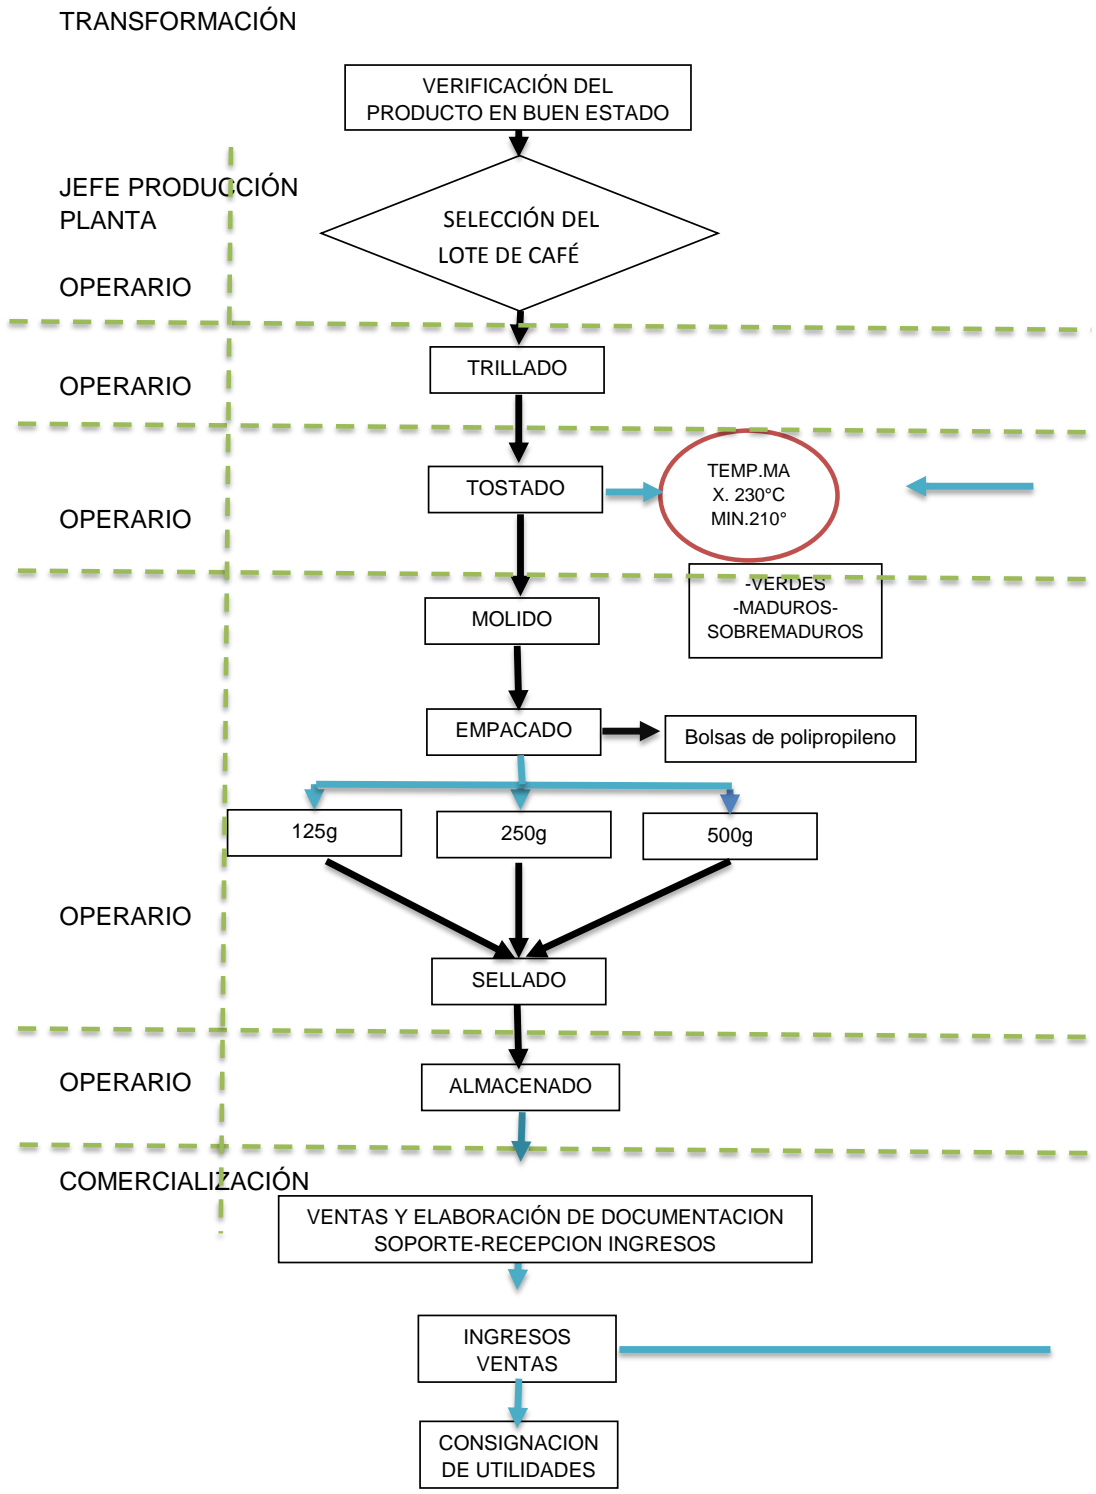 TRANSFORMACIÓN
VERIFICACIÓN DEL
PRODUCTO EN BUEN ESTADO
JEFE PRODUCCIÓN
PLANTA
SELECCIÓN DEL
LOTE DE CAFÉ
OPERARIO
TRILLADO
OPERARIO
TOSTADO
TEMP.MA
X. 230°C
MIN.210°
OPERARIO
-VERDES
-MADUROS-
SOBREMADUROS
MOLIDO
EMPACADO
Bolsas de polipropileno
125g
250g
500g
OPERARIO
SELLADO
OPERARIO
ALMACENADO
COMERCIALIZACIÓN
VENTAS Y ELABORACIÓN DE DOCUMENTACION
SOPORTE-RECEPCION INGRESOS
INGRESOS
VENTAS
CONSIGNACION
DE UTILIDADES